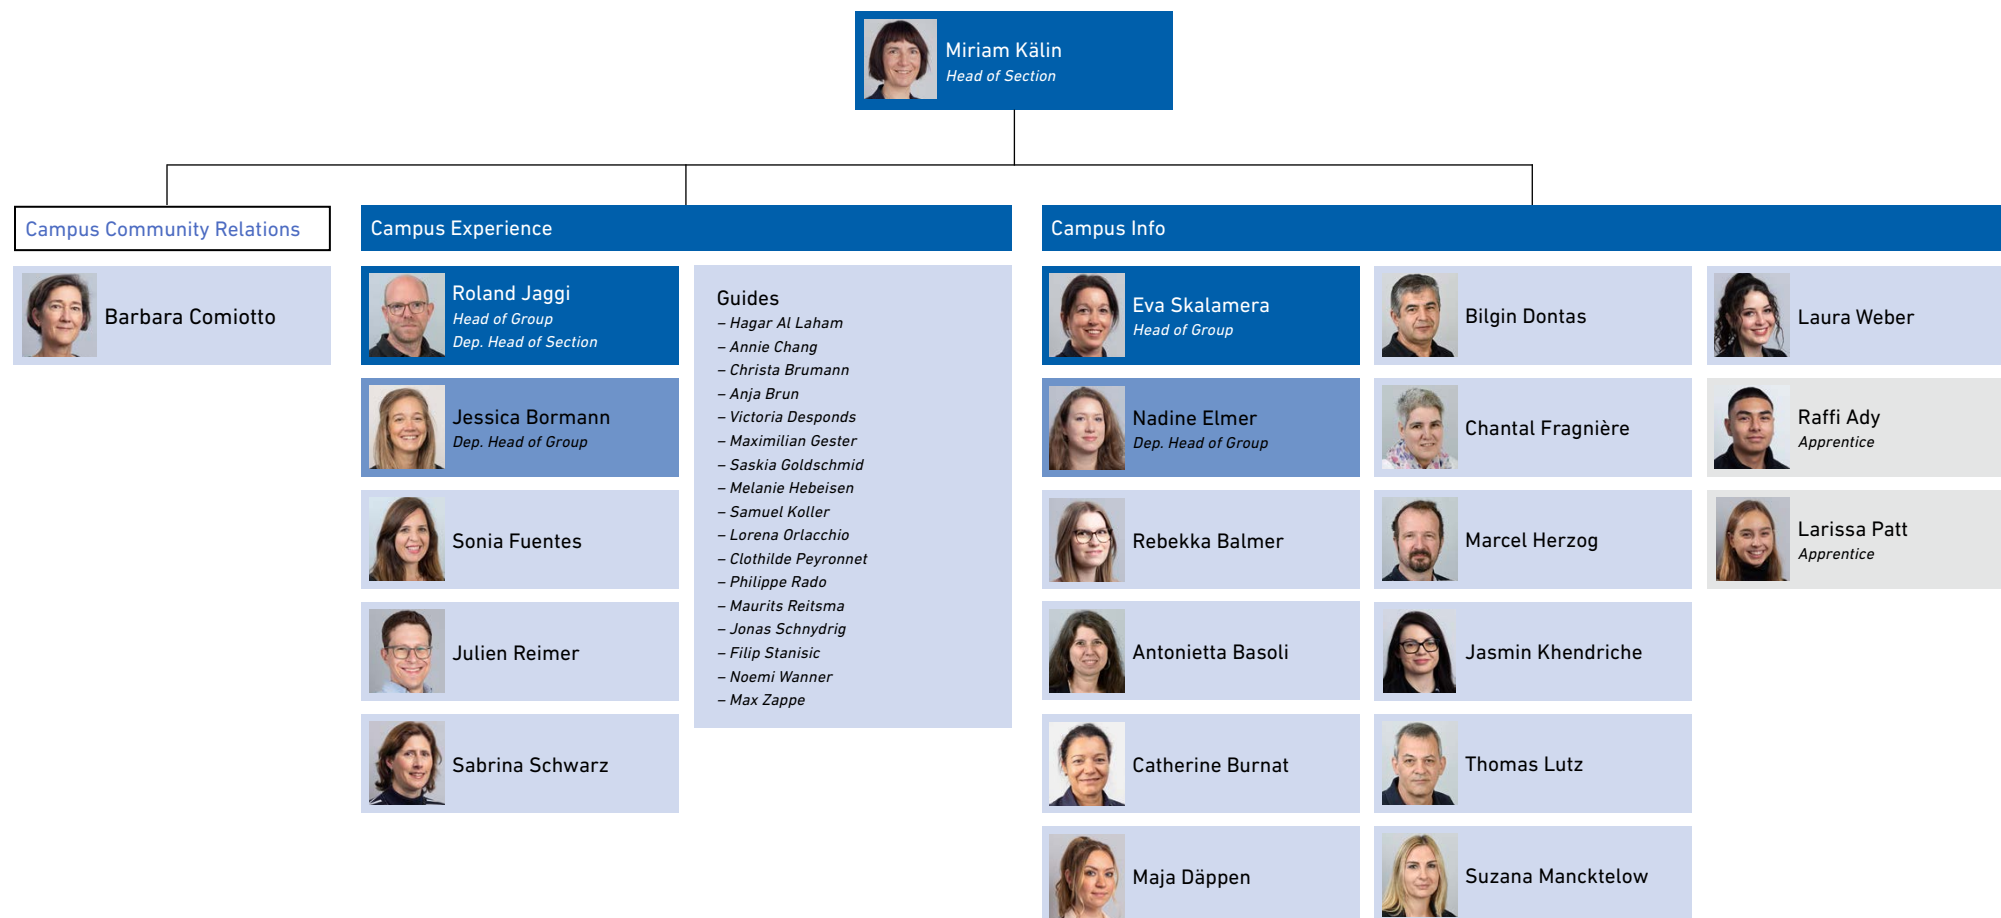 Miriam Kälin
Head of Section
Campus Community Relations
Barbara Comiotto
Campus Experience
Roland Jaggi
Head of Group
Dep. Head of Section
Jessica Bormann
Dep. Head of Group
Sonia Fuentes
Julien Reimer
Sabrina Schwarz
Guides
– Hagar Al Laham
– Annie Chang
– Christa Brumann
– Anja Brun
– Victoria Desponds
– Maximilian Gester
– Saskia Goldschmid
– Melanie Hebeisen
– Samuel Koller
– Lorena Orlacchio
– Clothilde Peyronnet
– Philippe Rado
– Maurits Reitsma
– Jonas Schnydrig
– Filip Stanisic
– Noemi Wanner
– Max Zappe
Campus Info
Eva Skalamera
Head of Group
Nadine Elmer
Dep. Head of Group
Rebekka Balmer
Antonietta Basoli
Catherine Burnat
Maja Däppen
Bilgin Dontas
Chantal Fragnière
Marcel Herzog
Jasmin Khendriche
Thomas Lutz
Suzana Mancktelow
Laura Weber
Raffi Ady
Apprentice
Larissa Patt
Apprentice